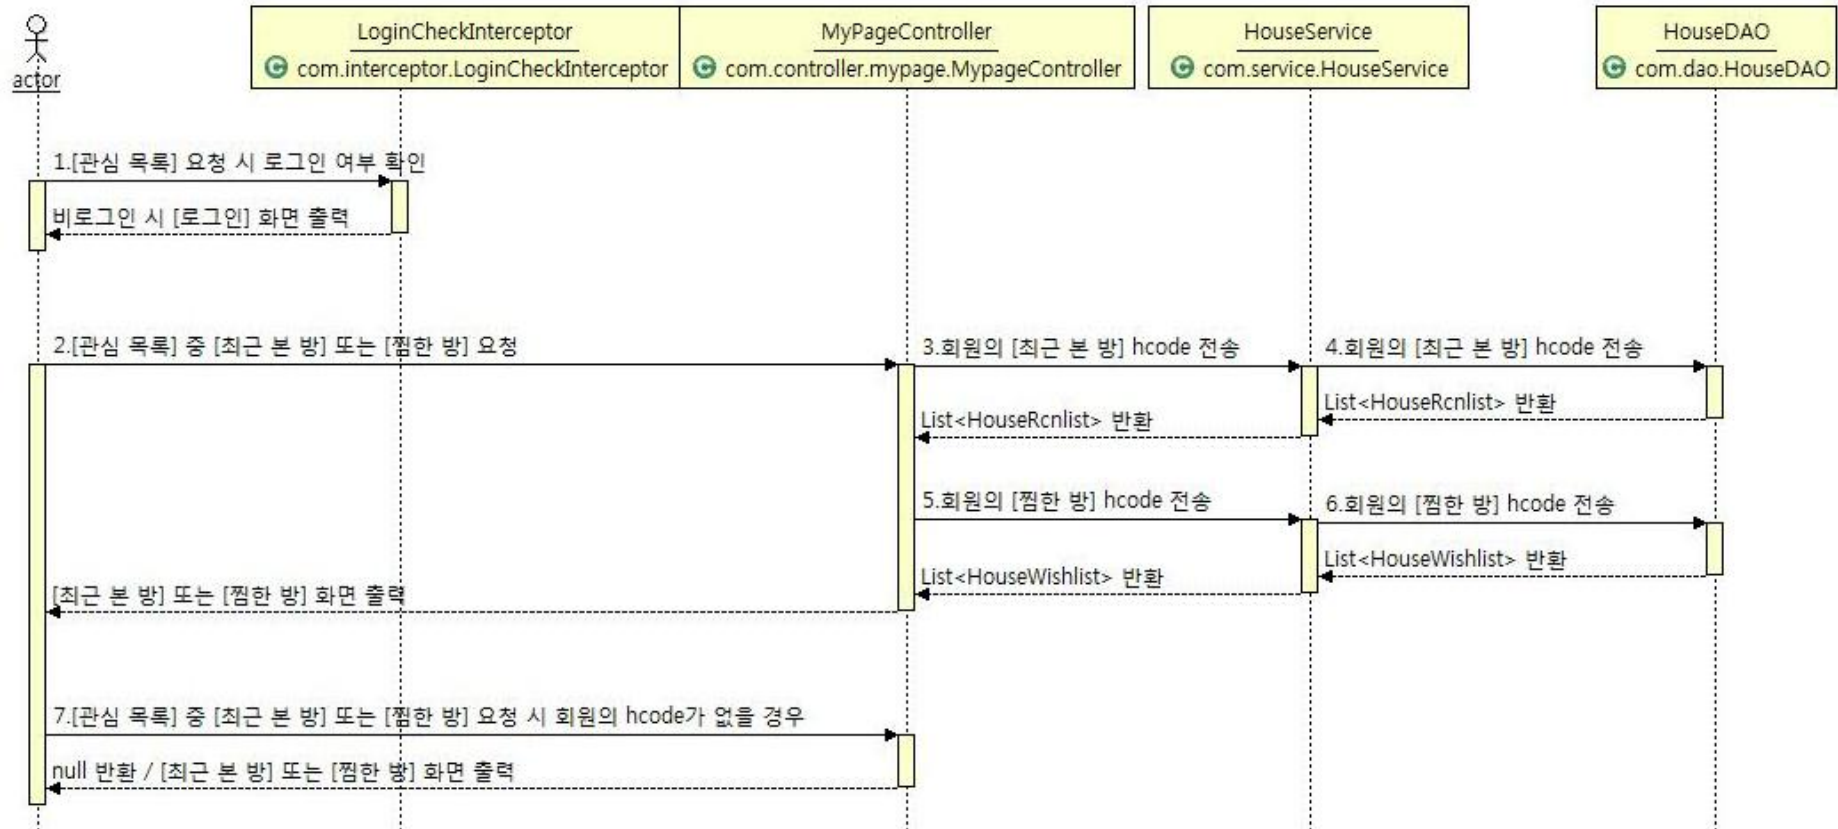 actor
LoginCheckInterceptor
com.interceptor.LoginCheckInterceptor
MyPageController
com.controller.mypage.MypageController
HouseService
com.service.HouseService
HouseDAO
com.dao.HouseDAO
1.[관심 목록] 요청 시 로그인 여부 확인
비로그인 시 [로그인] 화면 출력
2.[관심 목록] 중 [최근 본 방] 또는 [찜한 방] 요청
3.회원의 [최근 본 방] hcode 전송
4.회원의 [최근 본 방] hcode 전송
List<HouseRcnlist> 반환
List<HouseRcnlist> 반환
5.회원의 [찜한 방] hcode 전송
6.회원의 [찜한 방] hcode 전송
List<HouseWishlist> 반환
List<HouseWishlist> 반환
[최근 본 방] 또는 [찜한 방] 화면 출력
7.[관심 목록] 중 [최근 본 방] 또는 [찜한 방] 요청 시 회원의 hcode가 없을 경우
null 반환 / [최근 본 방] 또는 [찜한 방] 화면 출력